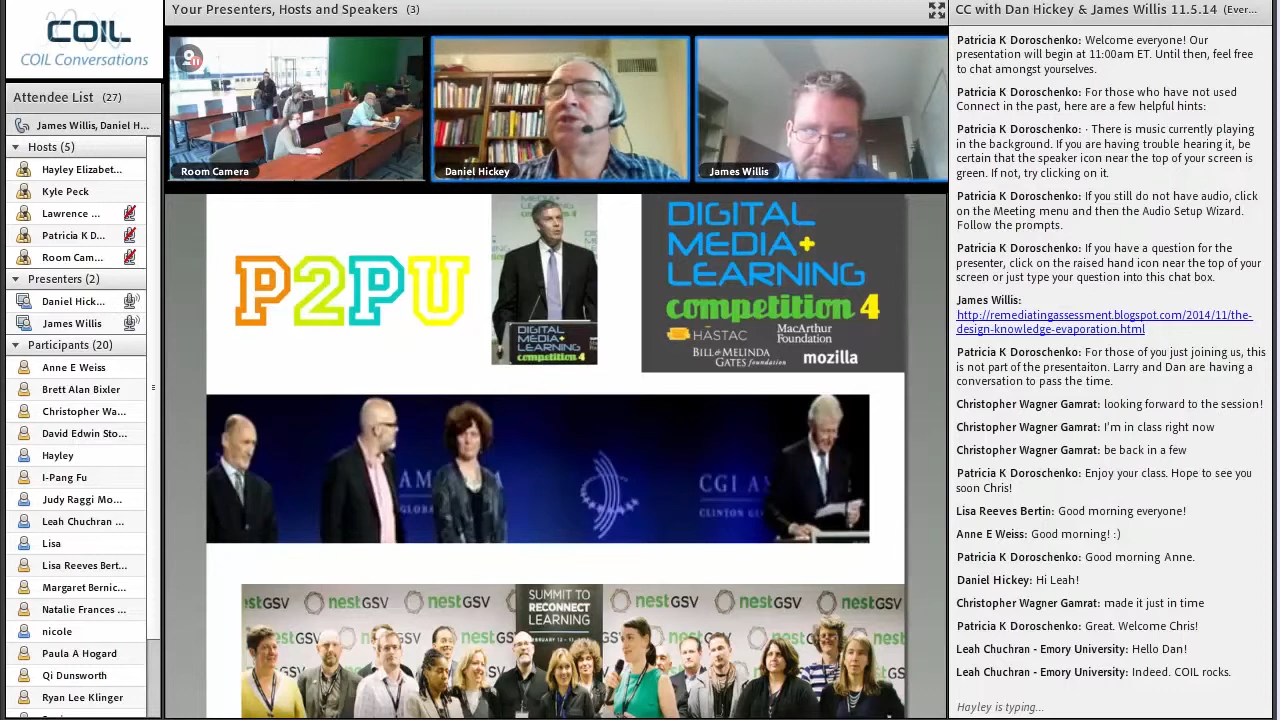 COIL
COIL Conversations
Attendee List (27)
James Willis, Daniel H...
Hosts (5)
Hayley Elizabet...
Kyle Peck
Lawrence ...
Patricia K D...
Room Cam...
Presenters (2)
Daniel Hick...
James Willis
Participants (20)
Anne E Weiss
Brett Alan Bixler
Christopher Wa...
David Edwin Sto...
Hayley
I-Pang Fu
Judy Raggi Mo...
Leah Chuchran ...
Lisa
Lisa Reeves Bert...
Margaret Bernic...
Natalie Frances ...
nicole
Paula A Hogard
Qi Dunsworth
Ryan Lee Klinger
Your Presenters, Hosts and Speakers (3)
Room Camera
Daniel Hickey
James Willis
P2PU
DIGITAL
MEDIA+
LEARNING
competition 4
DIGITAL
MEDIA+
LEARNING
competition 4
HASTAC
MacArthur
Foundation
BILL & MELINDA
GATES foundation
mozilla
CGI AM
CLINTON GL
estGSV
nestGSV
nestGSV
nestGSV
nestGSV
nestGSV
SUMMIT TO
RECONNECT
LEARNING
CC with Dan Hickey & James Willis 11.5.14 (Ever...
Patricia K Doroschenko: Welcome everyone! Our
presentation will begin at 11:00am ET. Until then, feel free
to chat amongst yourselves.
Patricia K Doroschenko: For those who have not used
Connect in the past, here are a few helpful hints.
Patricia K Doroschenko: · There is music currently playing
in the background. If you are having trouble hearing it, be
certain that the speaker icon near the top of your screen is
green. If not, try clicking on it.
Patricia K Doroschenko: If you still do not have audio, click
on the Meeting menu and then the Audio Setup Wizard.
Follow the prompts.
Patricia K Doroschenko: If you have a question for the
presenter, click on the raised hand icon near the top of your
screen or just type your question in this chat box.
James Willis:
http://remediatingassessment.blogspot.com/2014/11/the-
reign-knowledge-evaporation.html
Patricia K Doroschenko: For those of you just joining us, this
is not part of the presentaiton. Larry and Dan are having a
conversation to pass the time.
Christopher Wagner Gamrat: looking forward to the session!
Christopher Wagner Gamrat: I'm in class right now
Christopher Wagner Gamrat: be back in a few
Patricia K Doroschenko: Enjoy your class. Hope to see you
soon Chris!
Lisa Reeves Bertin: Good morning everyone!
Anne E Weiss: Good morning! :)
Patricia K Doroschenko: Good morning Anne.
Daniel Hickey: Hi Leah!
Christopher Wagner Gamrat: made it just in time
Patricia K Doroschenko: Great. Welcome Chris!
Leah Chuchran - Emory University: Hello Dan!
Leah Chuchran - Emory University: Indeed. COIL rocks.
Hayley is typing...